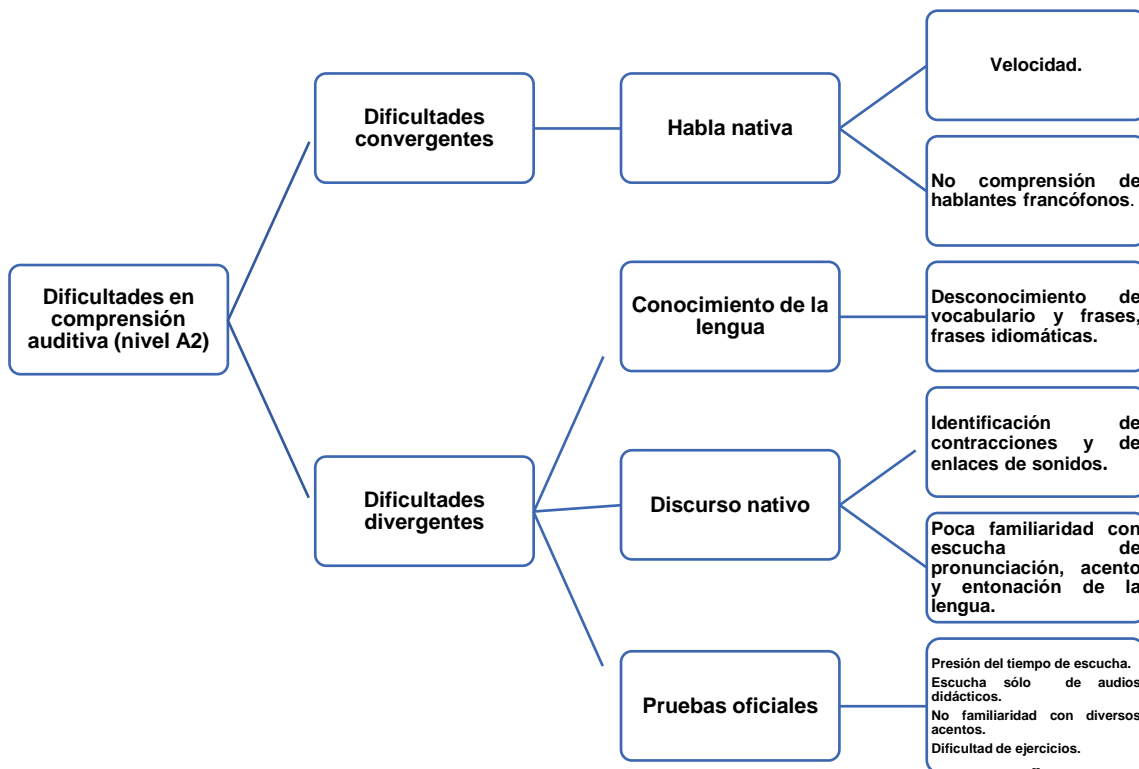 Dificultades en
comprensión
auditiva (nivel A2)
Dificultades
convergentes
Habla nativa
Velocidad.
No comprensión de
hablantes francófonos.
Dificultades
divergentes
Conocimiento de la
lengua
Desconocimiento de
vocabulario y frases,
frases idiomáticas.
Discurso nativo
Identificación de
contracciones y de
enlaces de sonidos.
Poca familiaridad con
escucha de
pronunciación, acento
y entonación de la
lengua.
Pruebas oficiales
Presión del tiempo de escucha.
Escucha sólo de audios
didácticos.
No familiaridad con diversos
acentos.
Dificultad de ejercicios.